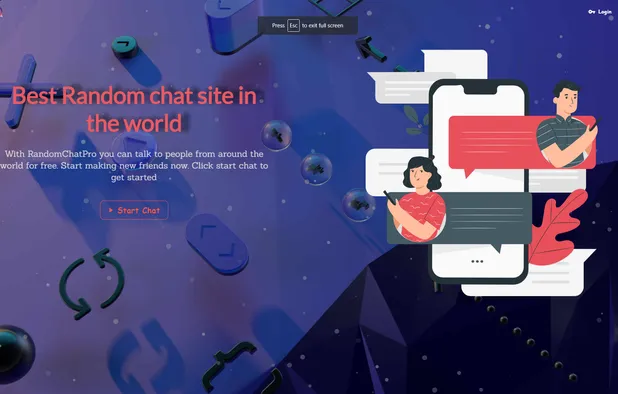 Login
Press Esc to exit full screen
Best Random chat site in
the world
With RandomChatPro you can talk to people from around the
world for free. Start making new friends now. Click start chat to
get started
Start Chat